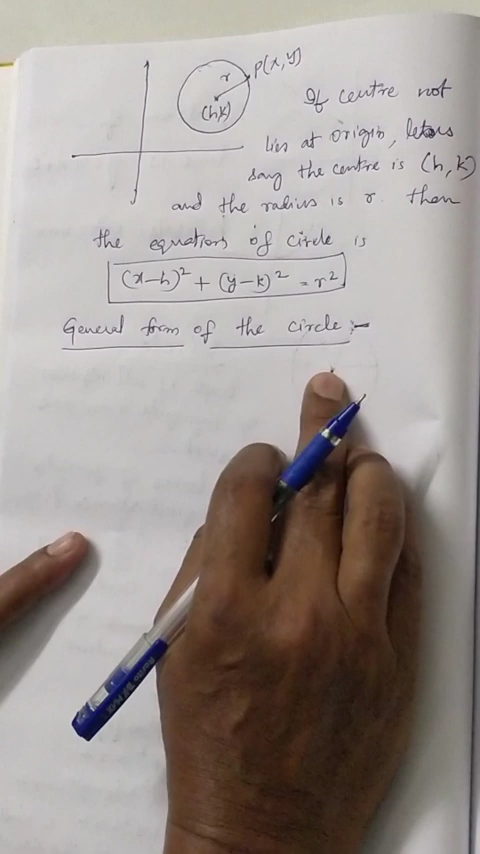 P(x, y)
r
(h,k)
If centre not
lies at origin, let us
say the centre is (h, k)
and the radius is r. then
the equation of circle is
(x-h)² + (y-k)² = r²
General form of the circle :-